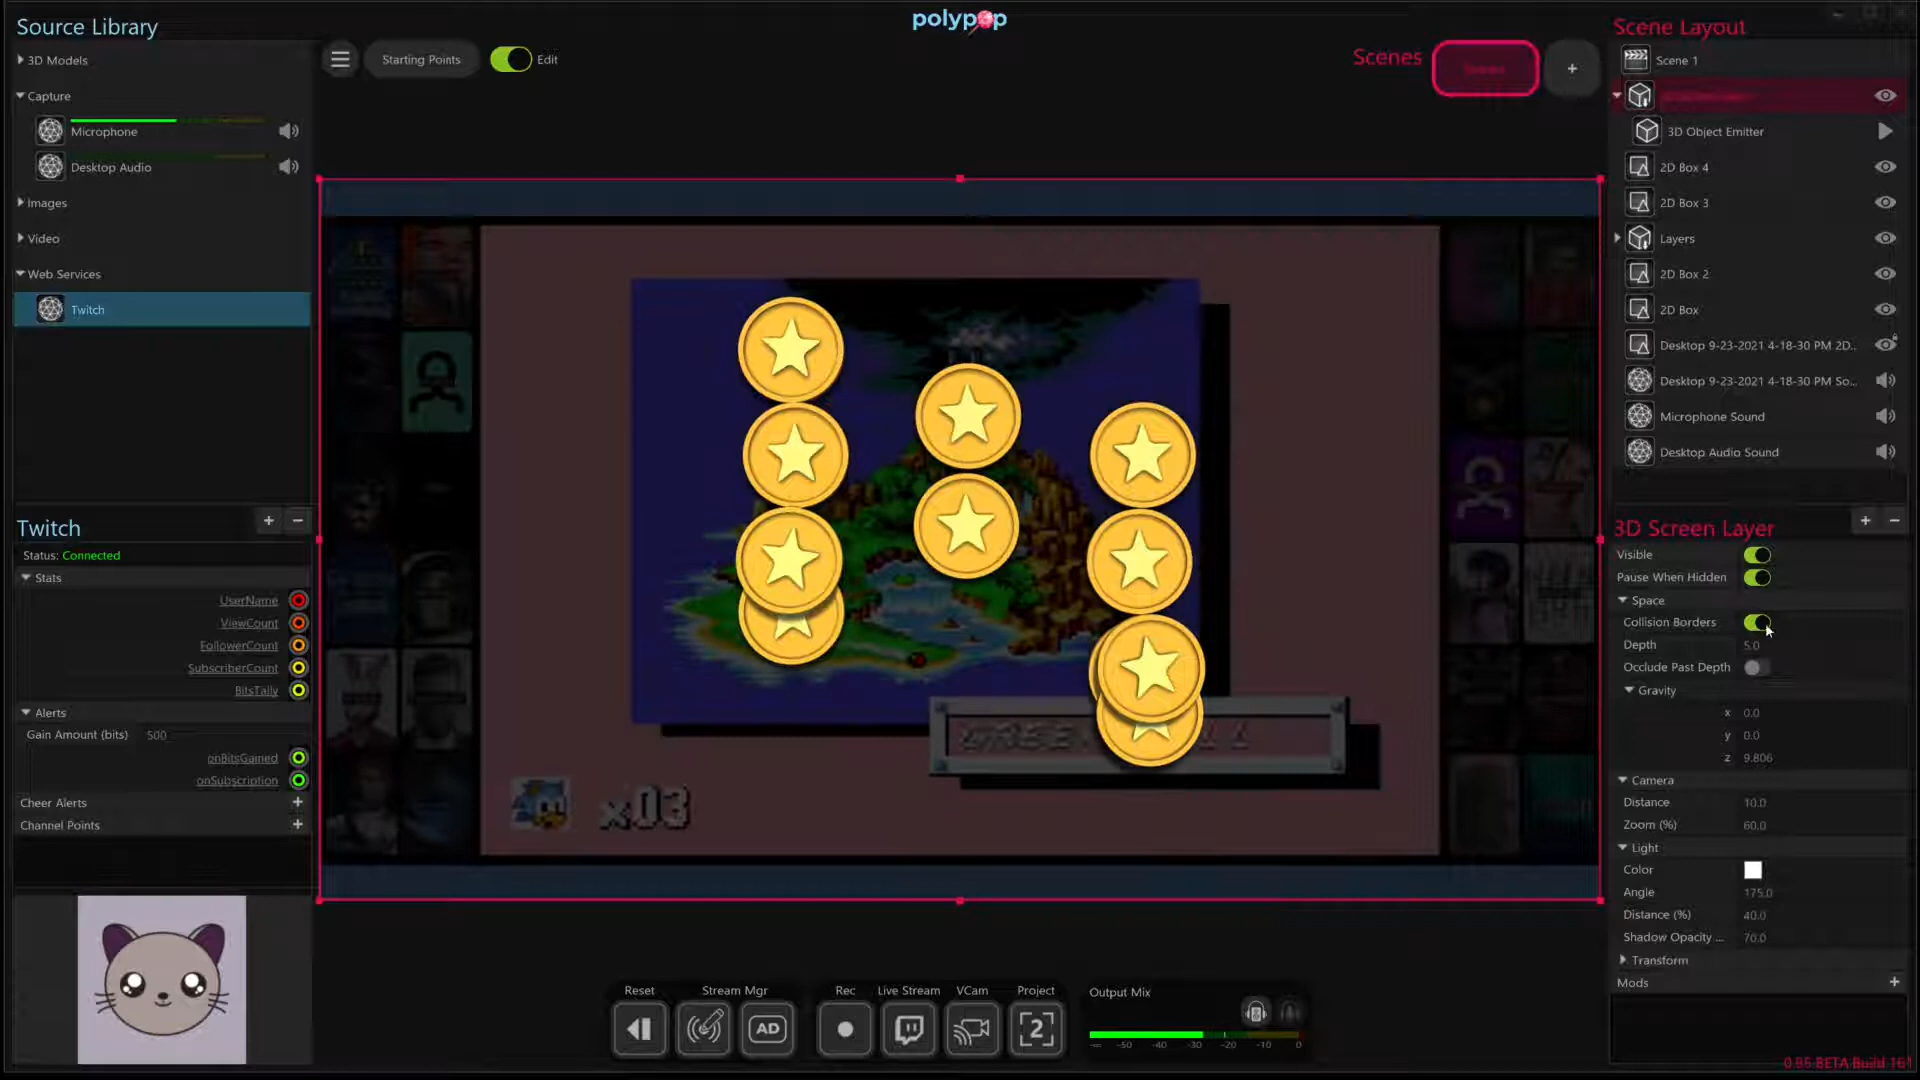 Source Library
polypop
Scene Layout
3D Models
Starting Points
Edit
Scenes
+
Scene 1
Capture
Microphone
3D Object Emitter
Desktop Audio
2D Box 4
Images
2D Box 3
Video
Layers
Web Services
2D Box 2
Twitch
2D Box
Desktop 9-23-2021 4-18-30 PM 2D...
Desktop 9-23-2021 4-18-30 PM So...
Microphone Sound
Desktop Audio Sound
Twitch
+ −
3D Screen Layer
+ −
Status: Connected
Visible
Stats
Pause When Hidden
UserName
Space
ViewCount
Collision Borders
FollowerCount
Depth 5.0
SubscriberCount
Occlude Past Depth
BitsTally
Gravity
Alerts
x 0.0
Gain Amount (bits) 500
y 0.0
onBitsGained
z 9.806
onSubscription
Camera
Cheer Alerts +
Distance 10.0
Channel Points +
Zoom (%) 60.0
x03
Light
Color
Angle 175.0
Distance (%) 40.0
Shadow Opacity ... 70.0
Transform
Mods +
Reset
Stream Mgr
Rec
Live Stream
VCam
Project
Output Mix
AD
2
-∞ -50 -40 -30 -20 -10 0
0.85 BETA Build 161